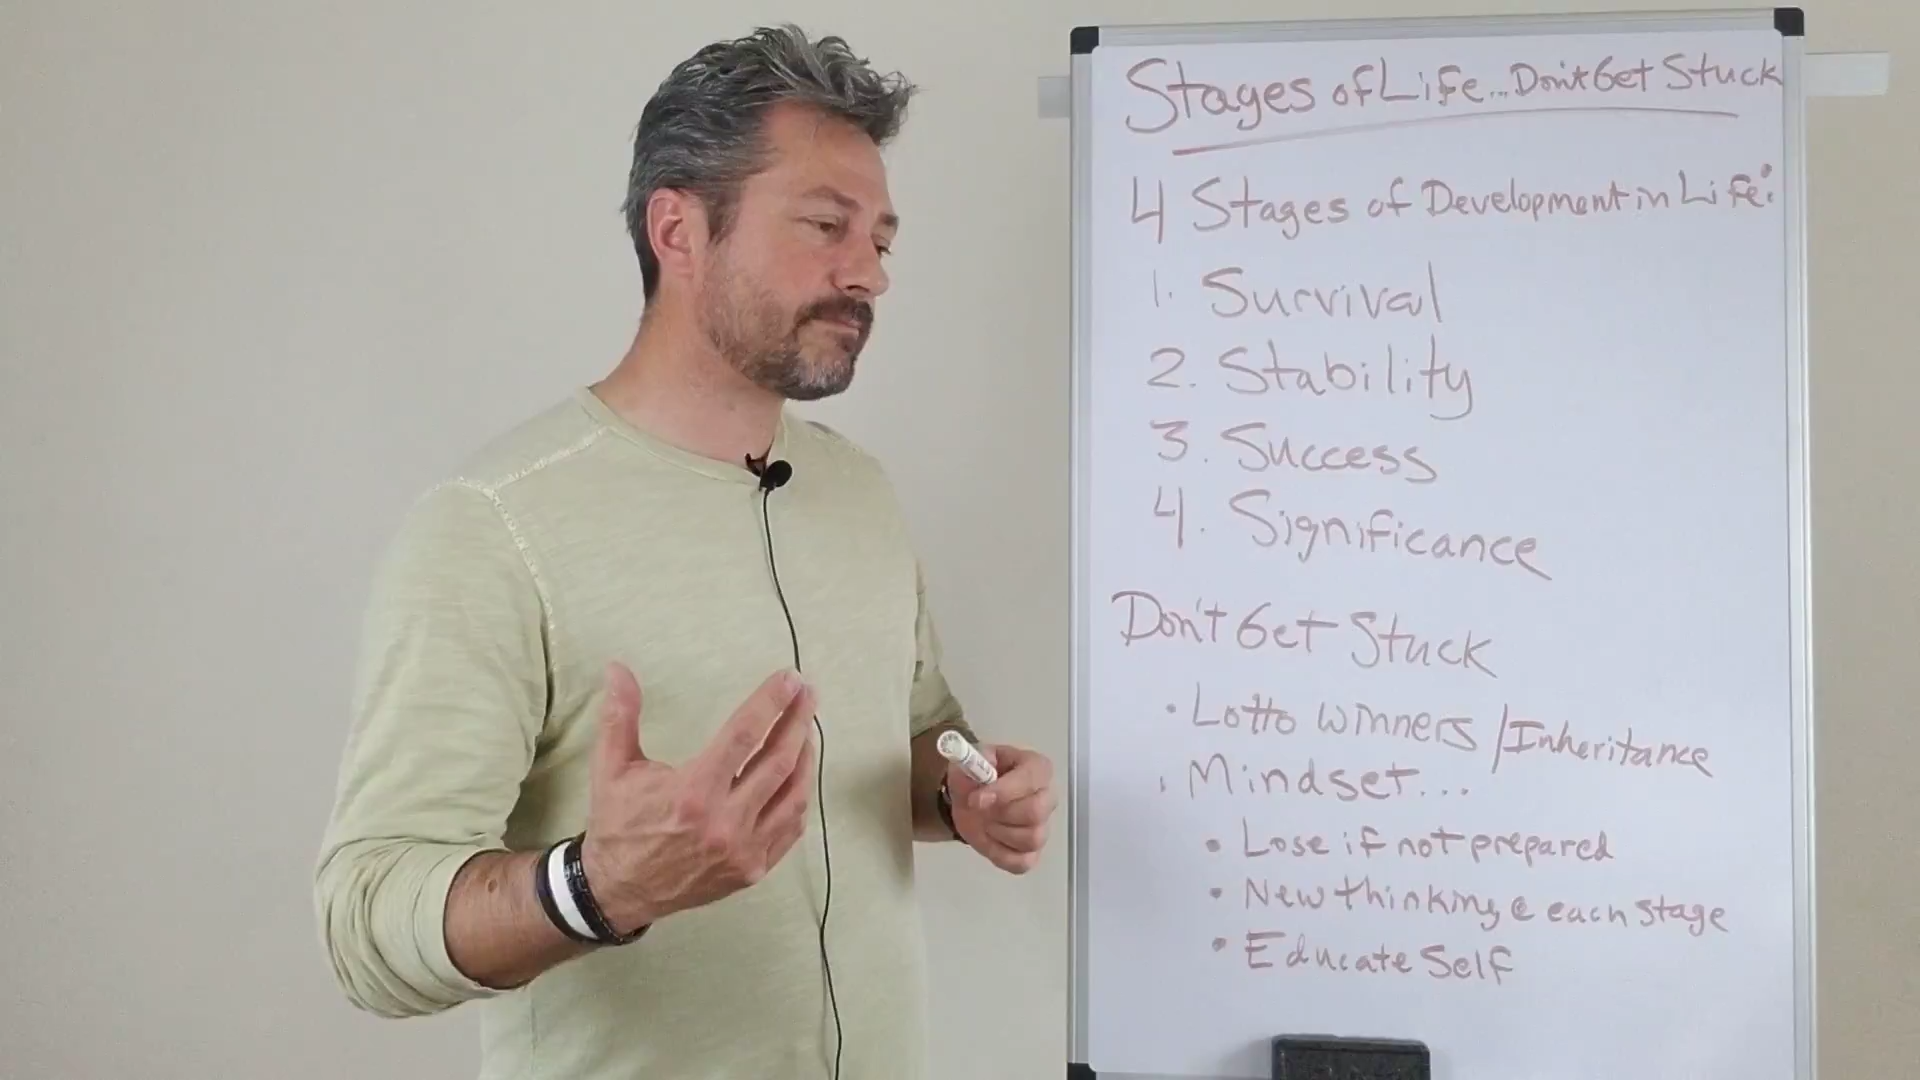 Stages of Life... Don't Get Stuck
4 Stages of Development in Life:
1. Survival
2. Stability
3. Success
4. Significance
Don't Get Stuck
• Lotto winners / Inheritance
• Mindset...
• Lose if not prepared
• New thinking @ each stage
• Educate Self